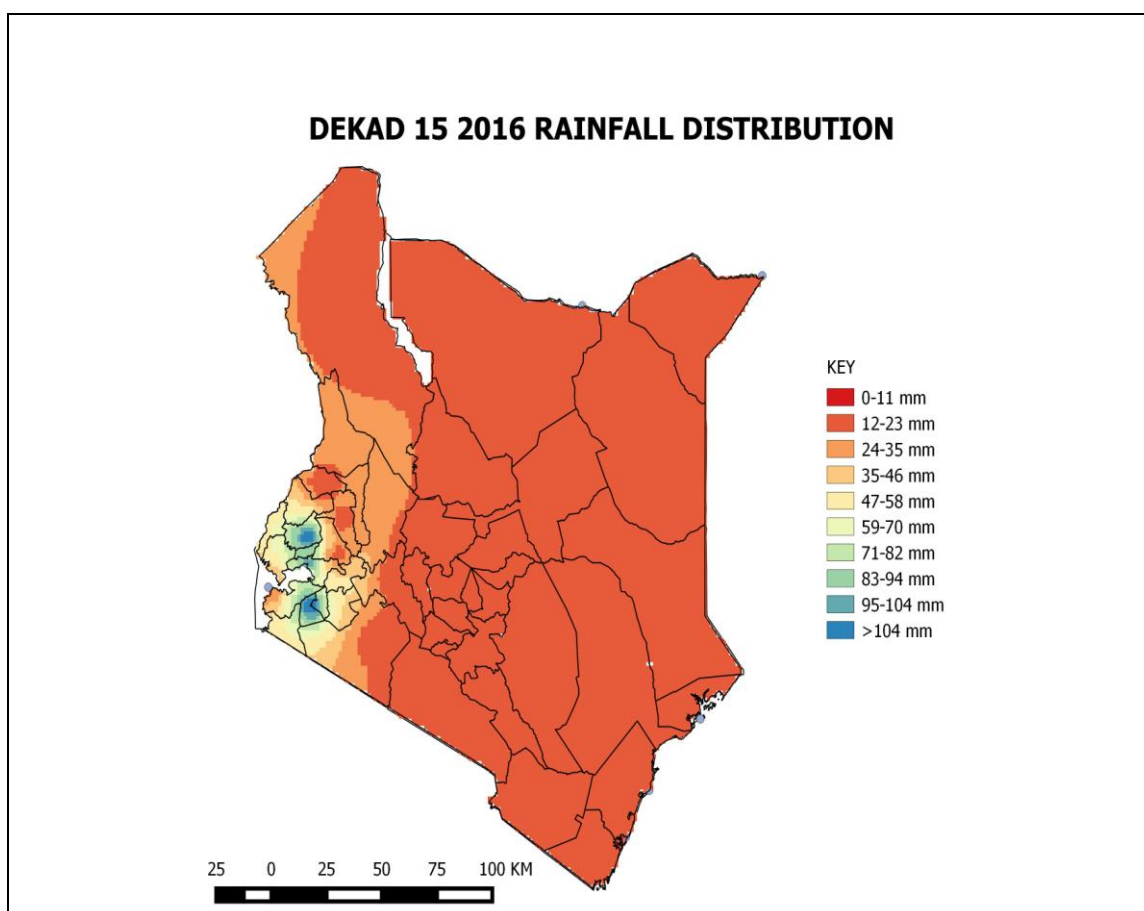 DEKAD 15 2016 RAINFALL DISTRIBUTION
KEY
0-11 mm
12-23 mm
24-35 mm
35-46 mm
47-58 mm
59-70 mm
71-82 mm
83-94 mm
95-104 mm
>104 mm
25 0 25 50 75 100 KM